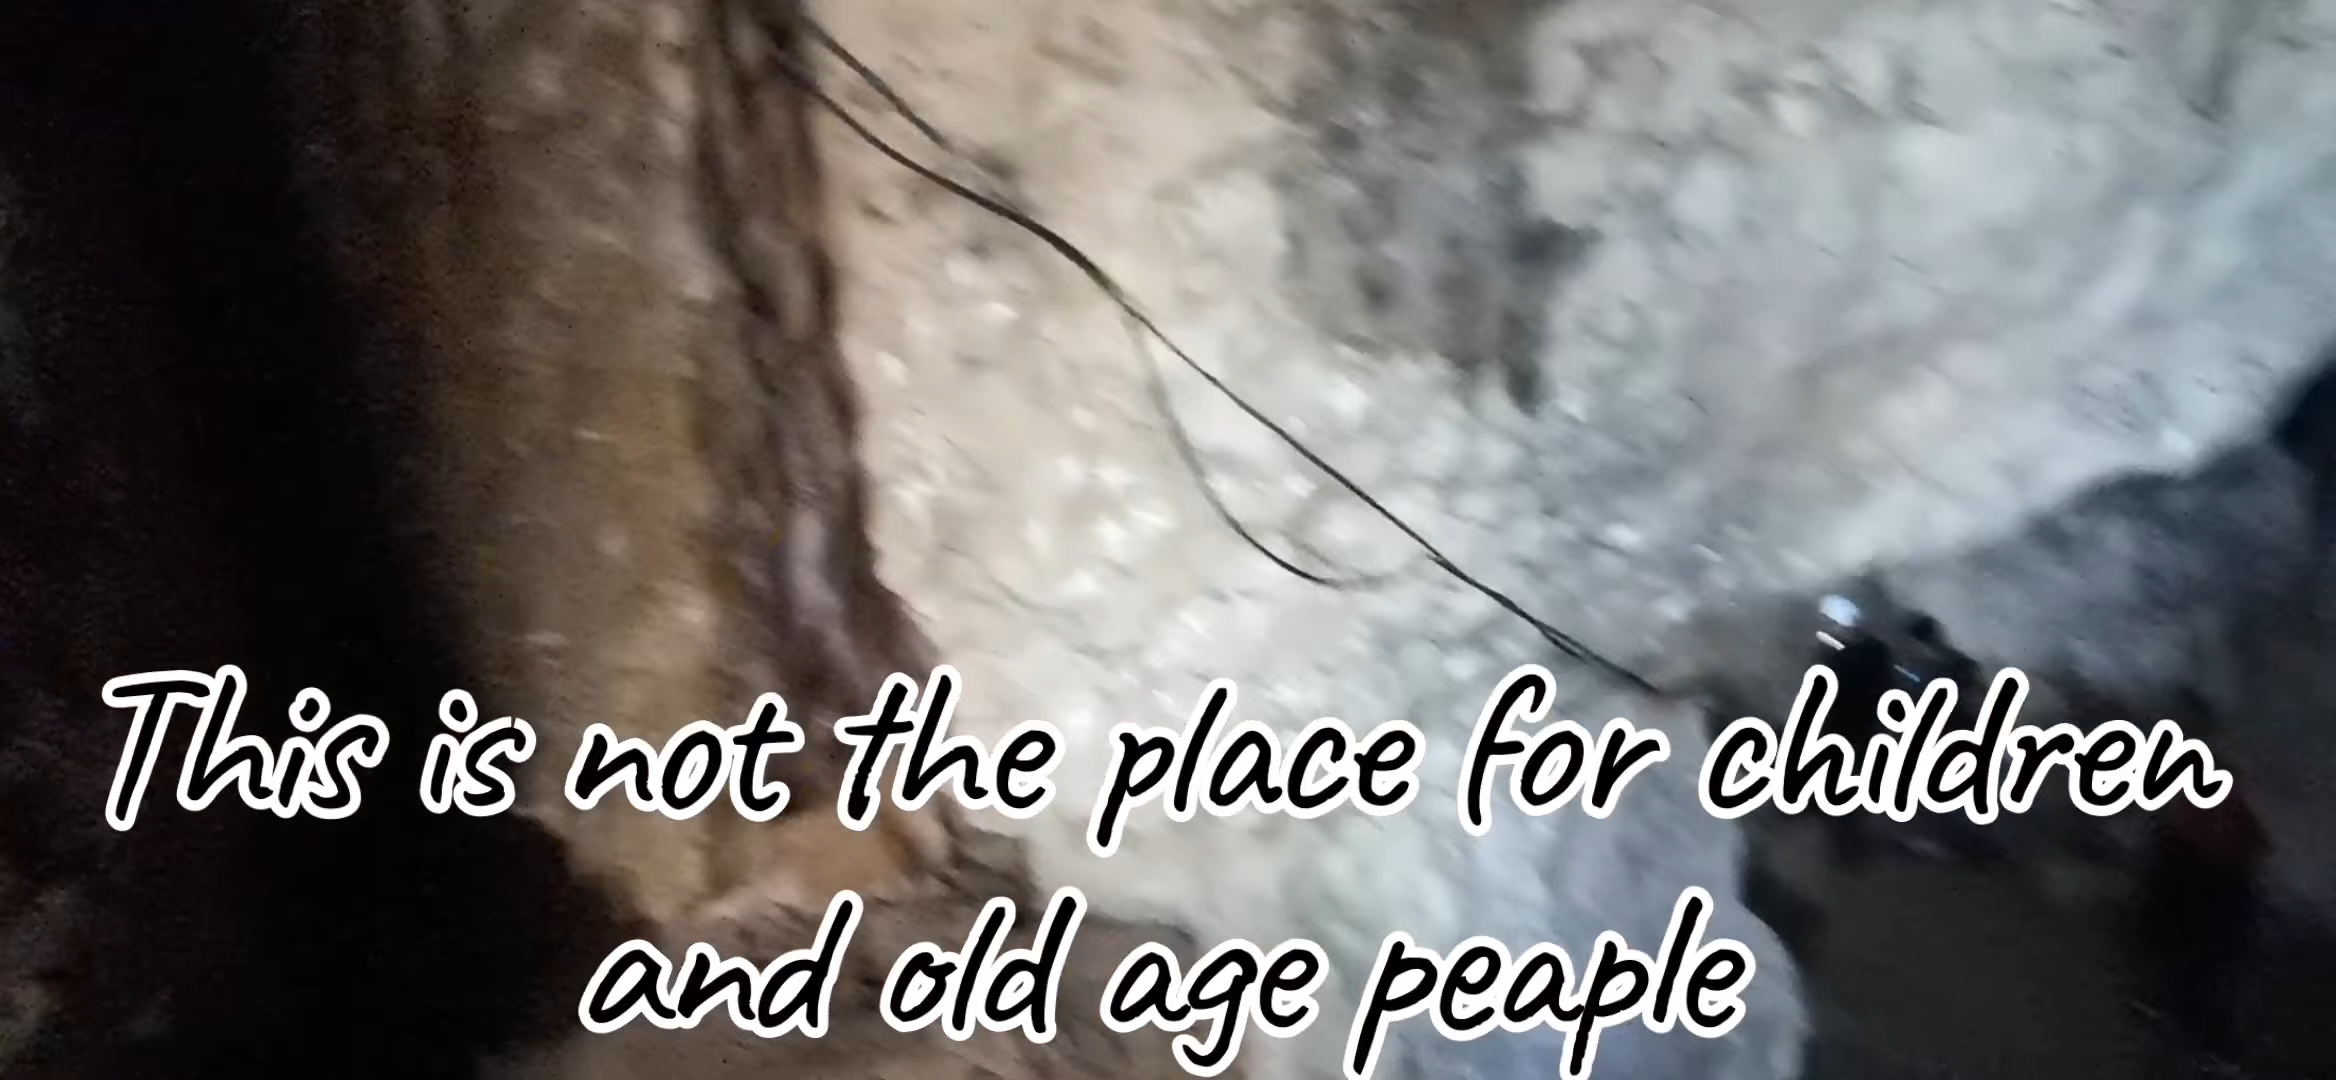 This is not the place for children
and old age peaple